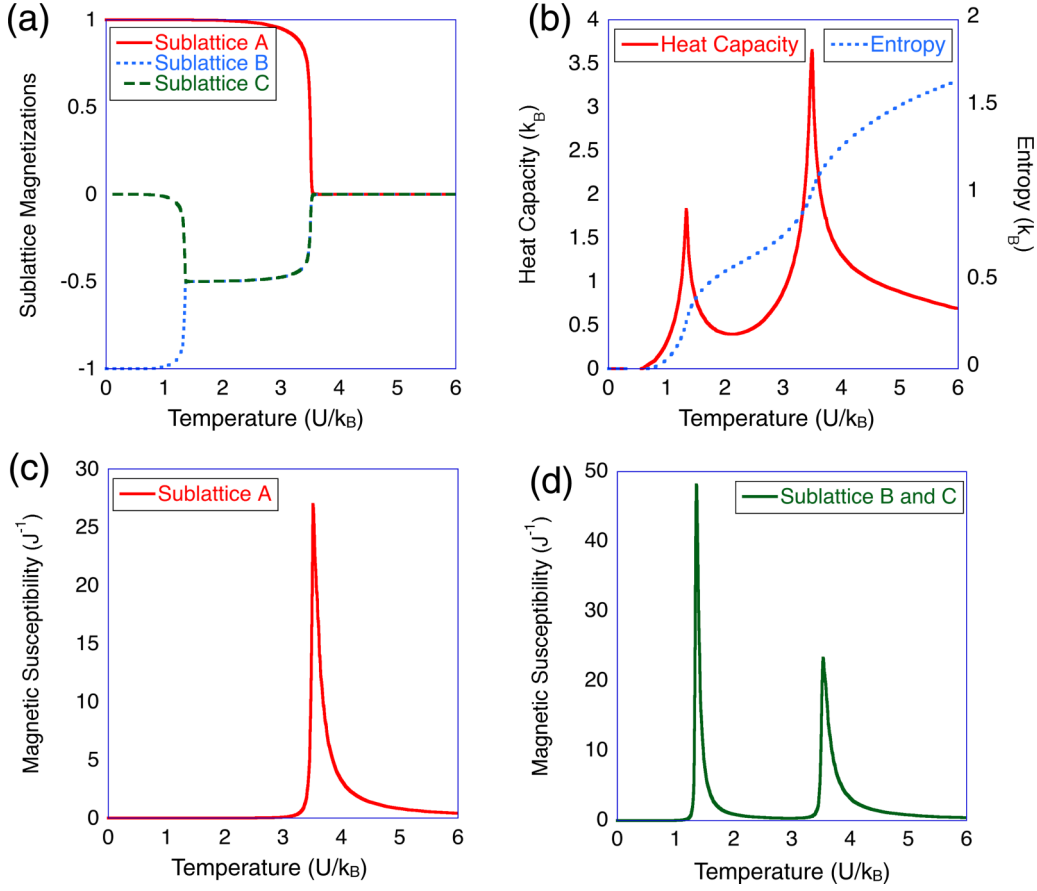 (a)
1
0.5
0
-0.5
-1
Sublattice Magnetizations
Sublattice A
Sublattice B
Sublattice C
0 1 2 3 4 5 6
Temperature (U/kB)
(b)
4
3.5
3
2.5
2
1.5
1
0.5
0
Heat Capacity (kB)
Heat Capacity
Entropy
2
1.5
1
0.5
0
Entropy (kB)
0 1 2 3 4 5 6
Temperature (U/kB)
(c)
30
25
20
15
10
5
0
Magnetic Susceptibility (J-1)
Sublattice A
0 1 2 3 4 5 6
Temperature (U/kB)
(d)
50
40
30
20
10
0
Magnetic Susceptibility (J-1)
Sublattice B and C
0 1 2 3 4 5 6
Temperature (U/kB)